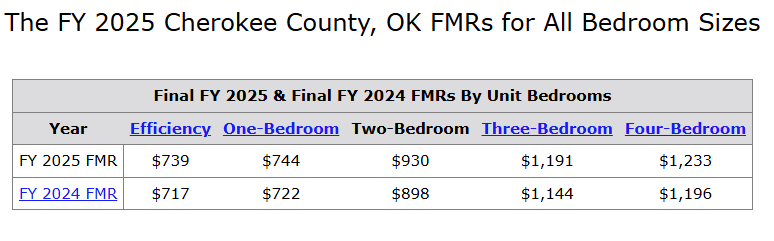 The FY 2025 Cherokee County, OK FMRs for All Bedroom Sizes
Final FY 2025 & Final FY 2024 FMRs By Unit Bedrooms
Year Efficiency One-Bedroom Two-Bedroom Three-Bedroom Four-Bedroom
FY 2025 FMR $739 $744 $930 $1,191 $1,233
FY 2024 FMR $717 $722 $898 $1,144 $1,196